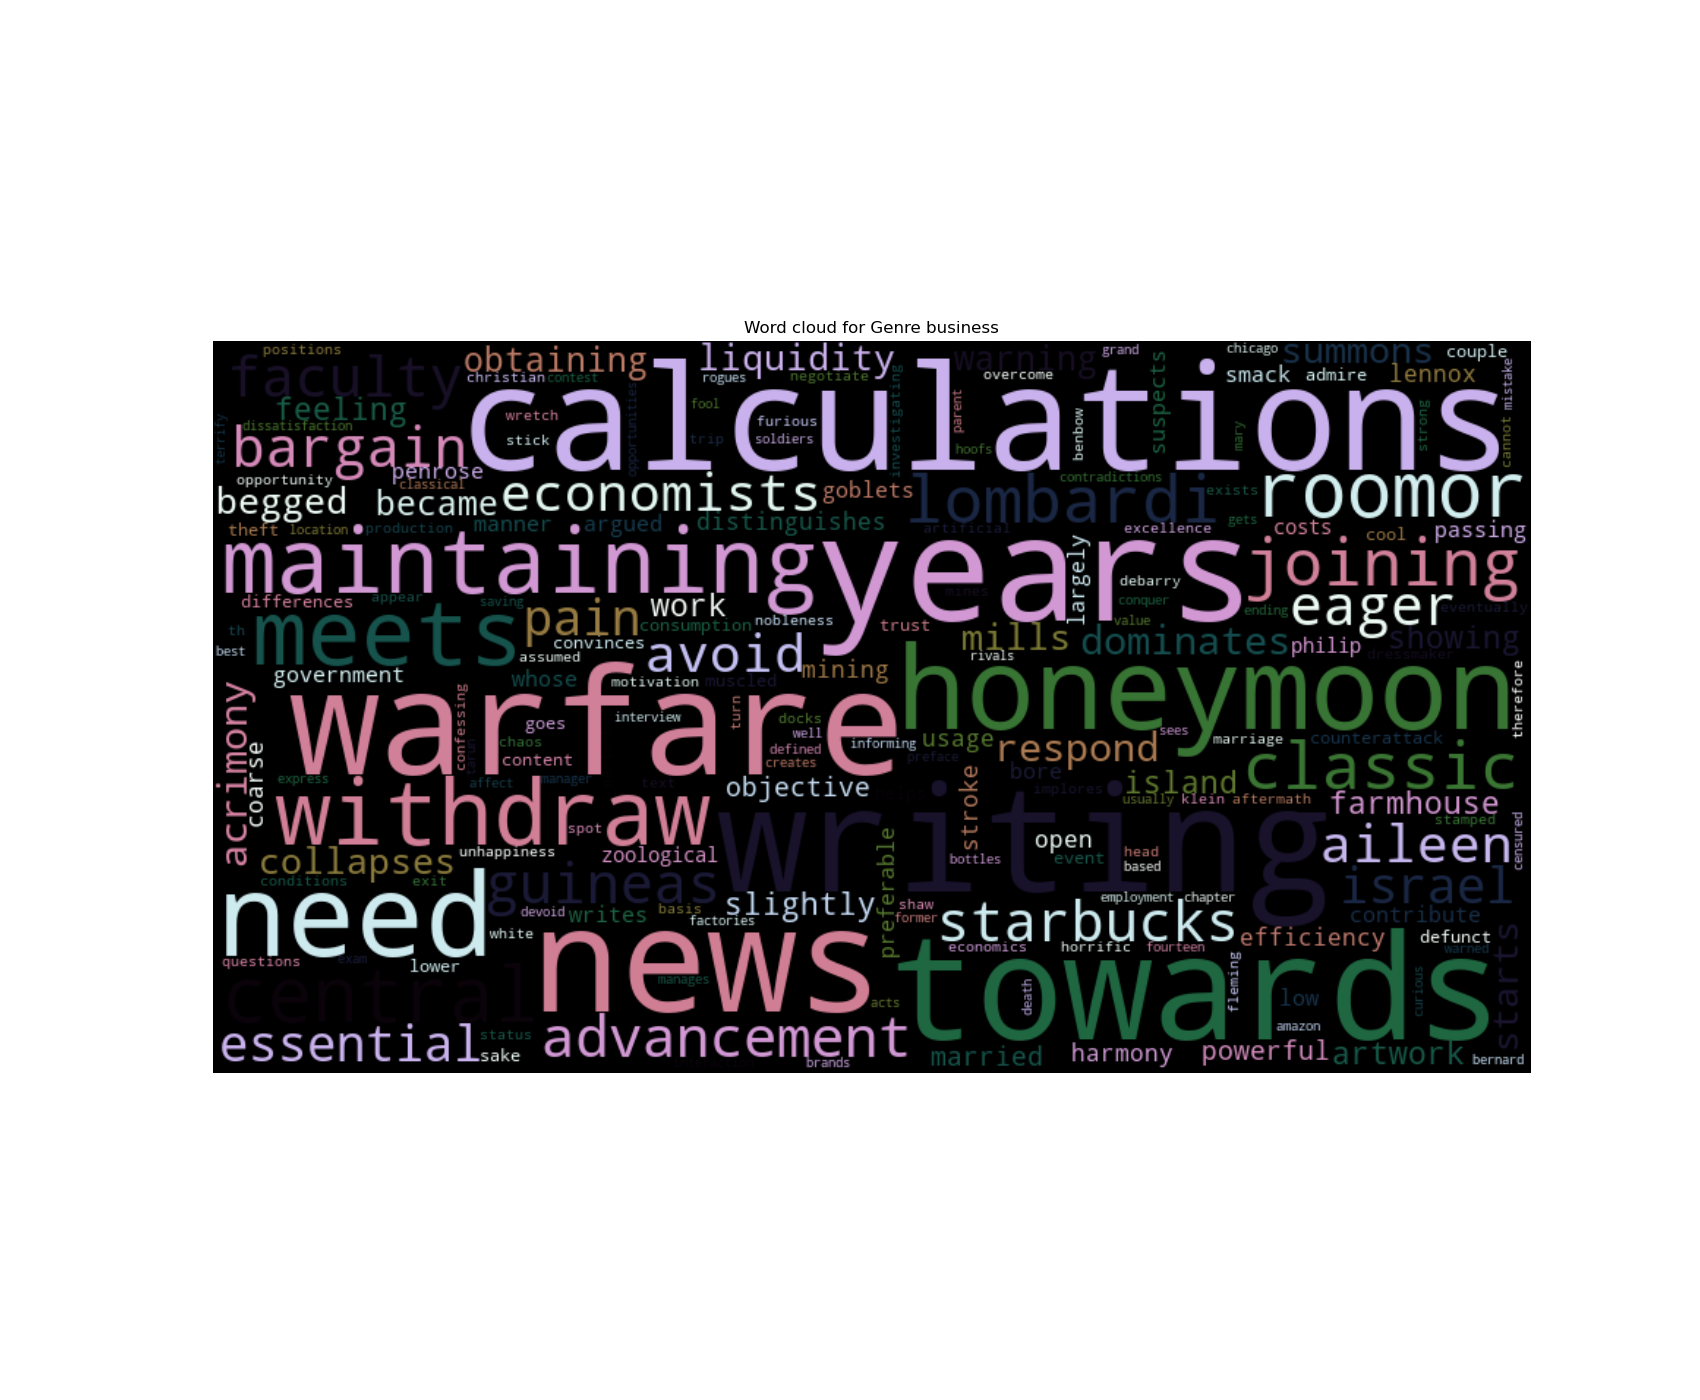 Word cloud for Genre business
positions
faculty
obtaining
liquidity
warning
grand
chicago
summons
couple
christian
contest
rogues
negotiate
overcome
smack
admire
lennox
mistake
feeling
calculations
opportunities
investigating
suspects
dissatisfaction
terrify
wretch
fool
furious
parent
benbow
mary
strong
cannot
bargain
stick
trip
soldiers
hoofs
penrose
opportunity
classical
contradictions
begged
became
economists
goblets
lombardi
exists
roomor
theft
location
production
manner
argued
distinguishes
artificial
gets
excellence
costs
cool
passing
maintaining
years
largely
joining
debarry
mines
differences
appear
saving
pain
work
conquer
ending
eager
eventually
th
meets
consumption
nobleness
trust
value
best
convinces
mills
dominates
philip
showing
assumed
avoid
rivals
dressmaker
government
whose
motivation
muscled
mining
honeymoon
therefore
acrimony
warfare
confessing
goes
interview
turn
docks
well
informing
usage
respond
sees
marriage
counterattack
coarse
chaos
tarun
content
defined
creates
preface
bore
island
classic
express
affect
manager
text
objective
implores
withdraw
stroke
usually
klein
aftermath
farmhouse
spot
writing
stamped
censured
collapses
unhappiness
zoological
preferable
bottles
open
event
head
based
aileen
conditions
exit
guineas
israel
need
devoid
writes
basis
slightly
shaw
former
employment
chapter
contribute
white
factories
starbucks
efficiency
defunct
starts
questions
exam
lower
news
economics
horrific
fourteen
warned
central
manages
acts
towards
death
fleming
low
curious
amazon
essential
status
sake
advancement
brands
married
harmony
powerful
artwork
bernard